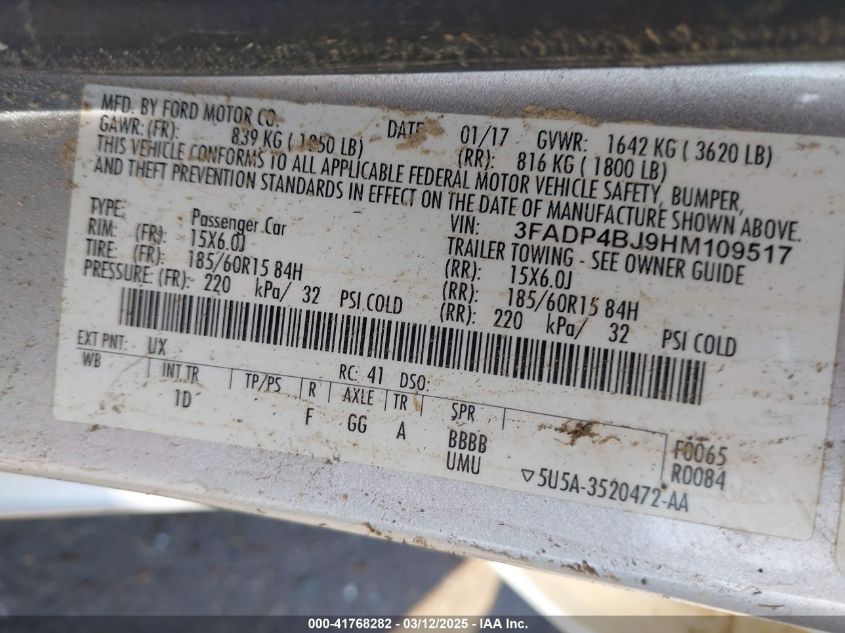 MFD. BY FORD MOTOR CO.
DATE: 01/17 GVWR: 1642 KG ( 3620 LB)
GAWR: (FR): 839 KG ( 1850 LB) (RR): 816 KG ( 1800 LB)
THIS VEHICLE CONFORMS TO ALL APPLICABLE FEDERAL MOTOR VEHICLE SAFETY, BUMPER,
AND THEFT PREVENTION STANDARDS IN EFFECT ON THE DATE OF MANUFACTURE SHOWN ABOVE.
VIN: 3FADP4BJ9HM109517
TYPE: Passenger Car TRAILER TOWING - SEE OWNER GUIDE
RIM: (FR): 15X6.0J (RR): 15X6.0J
TIRE: (FR): 185/60R15 84H (RR): 185/60R15 84H
PRESSURE: (FR): 220 kPa/ 32 PSI COLD (RR): 220 kPa/ 32 PSI COLD
EXT PNT: UX RC: 41 DSO:
WB INT TR TP/PS R AXLE TR SPR
1D F GG A BBBB F0065
UMU R0084
▽5U5A-3520472-AA
000-41768282 - 03/12/2025 - IAA Inc.